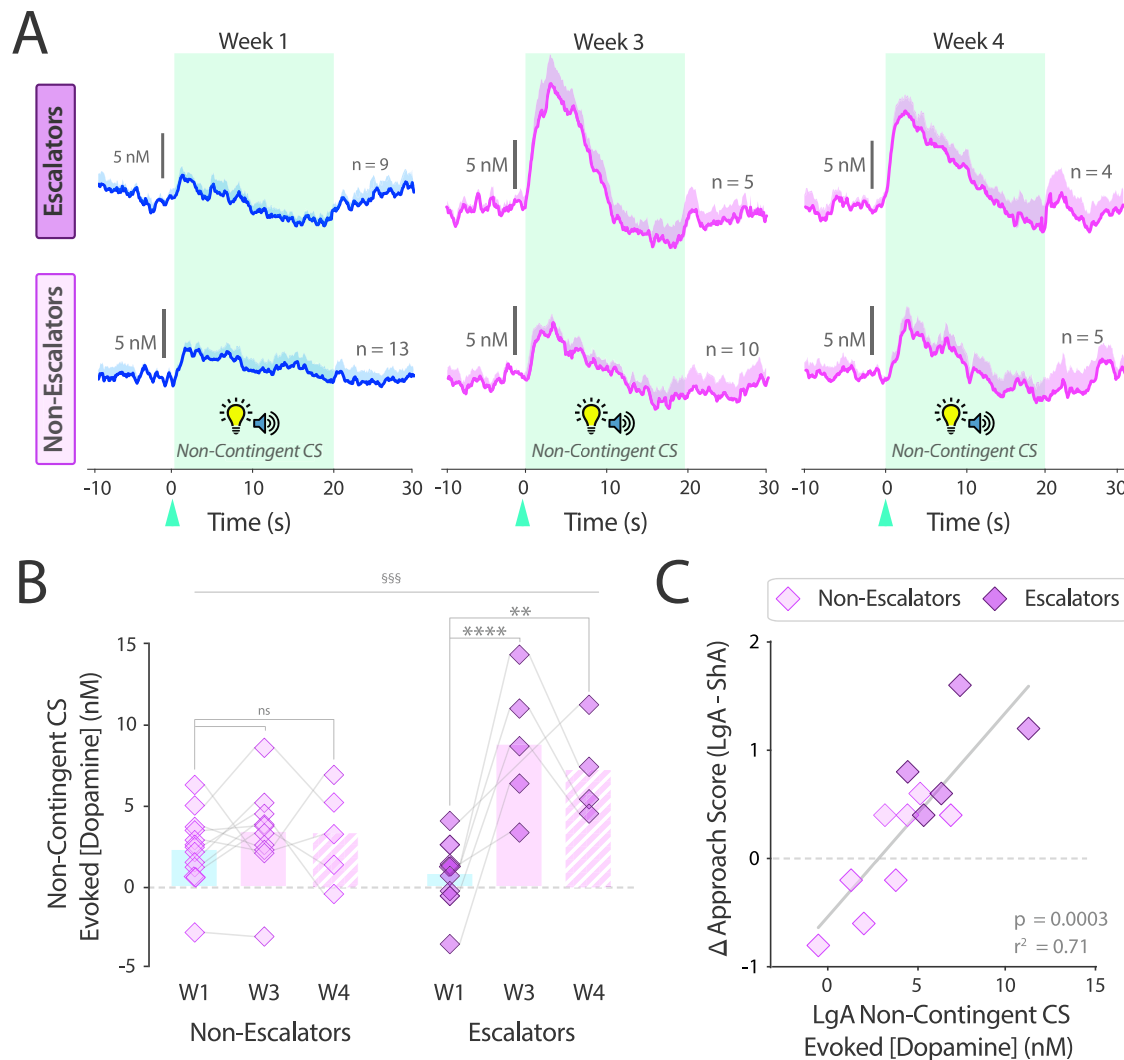 A
Week 1
Week 3
Week 4
Escalators
5 nM
n = 9
5 nM
n = 5
5 nM
n = 4
Non-Escalators
5 nM
n = 13
5 nM
n = 10
5 nM
n = 5
Non-Contingent CS
Non-Contingent CS
Non-Contingent CS
-10 0 10 20 30
-10 0 10 20 30
-10 0 10 20 30
Time (s)
Time (s)
Time (s)
B
§§§
**
****
ns
Non-Contingent CS
Evoked [Dopamine] (nM)
15
10
5
0
-5
W1 W3 W4 W1 W3 W4
Non-Escalators Escalators
C
Non-Escalators Escalators
Δ Approach Score (LgA - ShA)
2
1
0
-1
p = 0.0003
r² = 0.71
0 5 10 15
LgA Non-Contingent CS
Evoked [Dopamine] (nM)